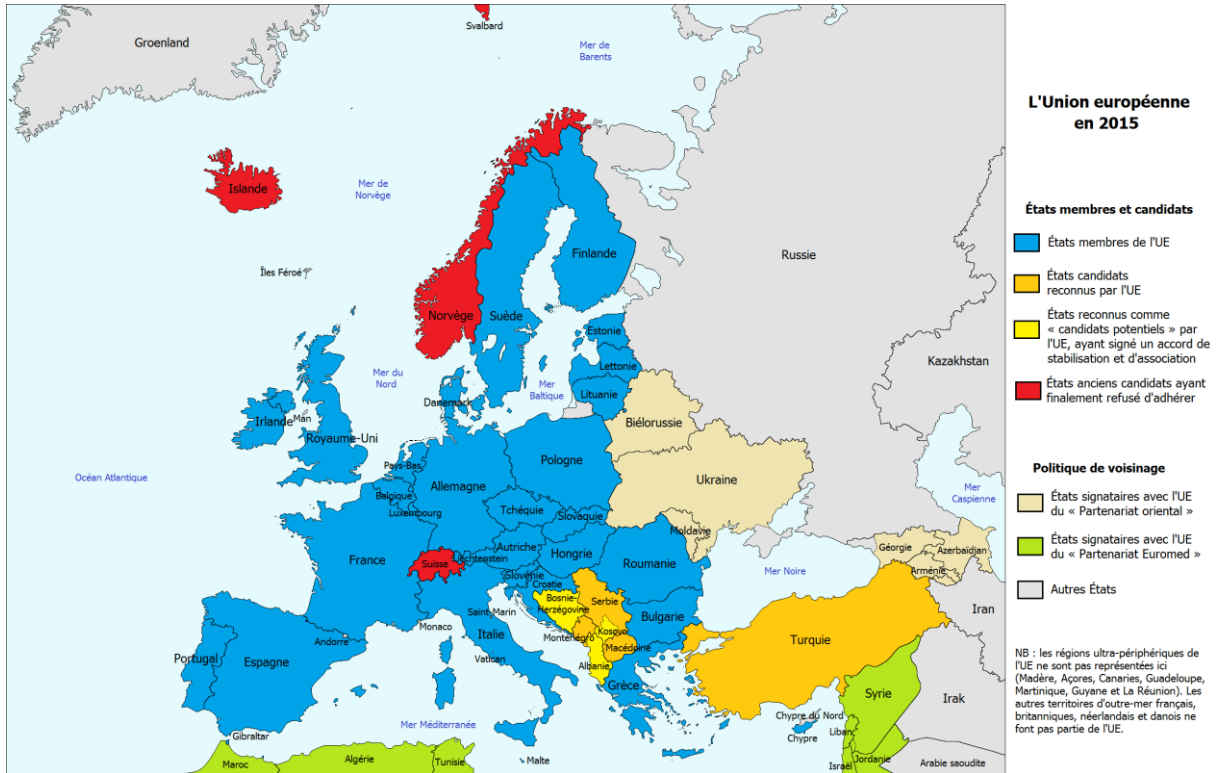 Svalbard
Groenland
Mer de
Barents
Islande
Mer de
Norvège
Îles Féroé
Norvège
Suède
Finlande
Russie
Estonie
Lettonie
Lituanie
Kazakhstan
Mer du
Nord
Mer
Baltique
Danemark
Irlande
Man
Royaume-Uni
Biélorussie
Océan Atlantique
Pays-Bas
Belgique
Luxembourg
Allemagne
Pologne
Ukraine
Mer
Caspienne
Tchéquie
Slovaquie
Moldavie
France
Suisse
Liechtenstein
Autriche
Hongrie
Roumanie
Slovénie
Croatie
Géorgie
Azerbaïdjan
Arménie
Mer Noire
Bosnie
Herzégovine
Serbie
Saint-Marin
Monaco
Italie
Monténégro
Kosovo
Bulgarie
Macédoine
Iran
Andorre
Portugal
Espagne
Vatican
Albanie
Grèce
Turquie
Syrie
Irak
Mer Méditerranée
Chypre du Nord
Chypre
Liban
Gibraltar
Maroc
Algérie
Tunisie
Malte
Israël
Jordanie
Arabie saoudite
L'Union européenne
en 2015
États membres et candidats
États membres de l'UE
États candidats
reconnus par l'UE
États reconnus comme
« candidats potentiels » par
l'UE, ayant signé un accord de
stabilisation et d'association
États anciens candidats ayant
finalement refusé d'adhérer
Politique de voisinage
États signataires avec l'UE
du « Partenariat oriental »
États signataires avec l'UE
du « Partenariat Euromed »
Autres États
NB : les régions ultra-périphériques de
l'UE ne sont pas représentées ici
(Madère, Açores, Canaries, Guadeloupe,
Martinique, Guyane et La Réunion). Les
autres territoires d'outre-mer français,
britanniques, néerlandais et danois ne
font pas partie de l'UE.